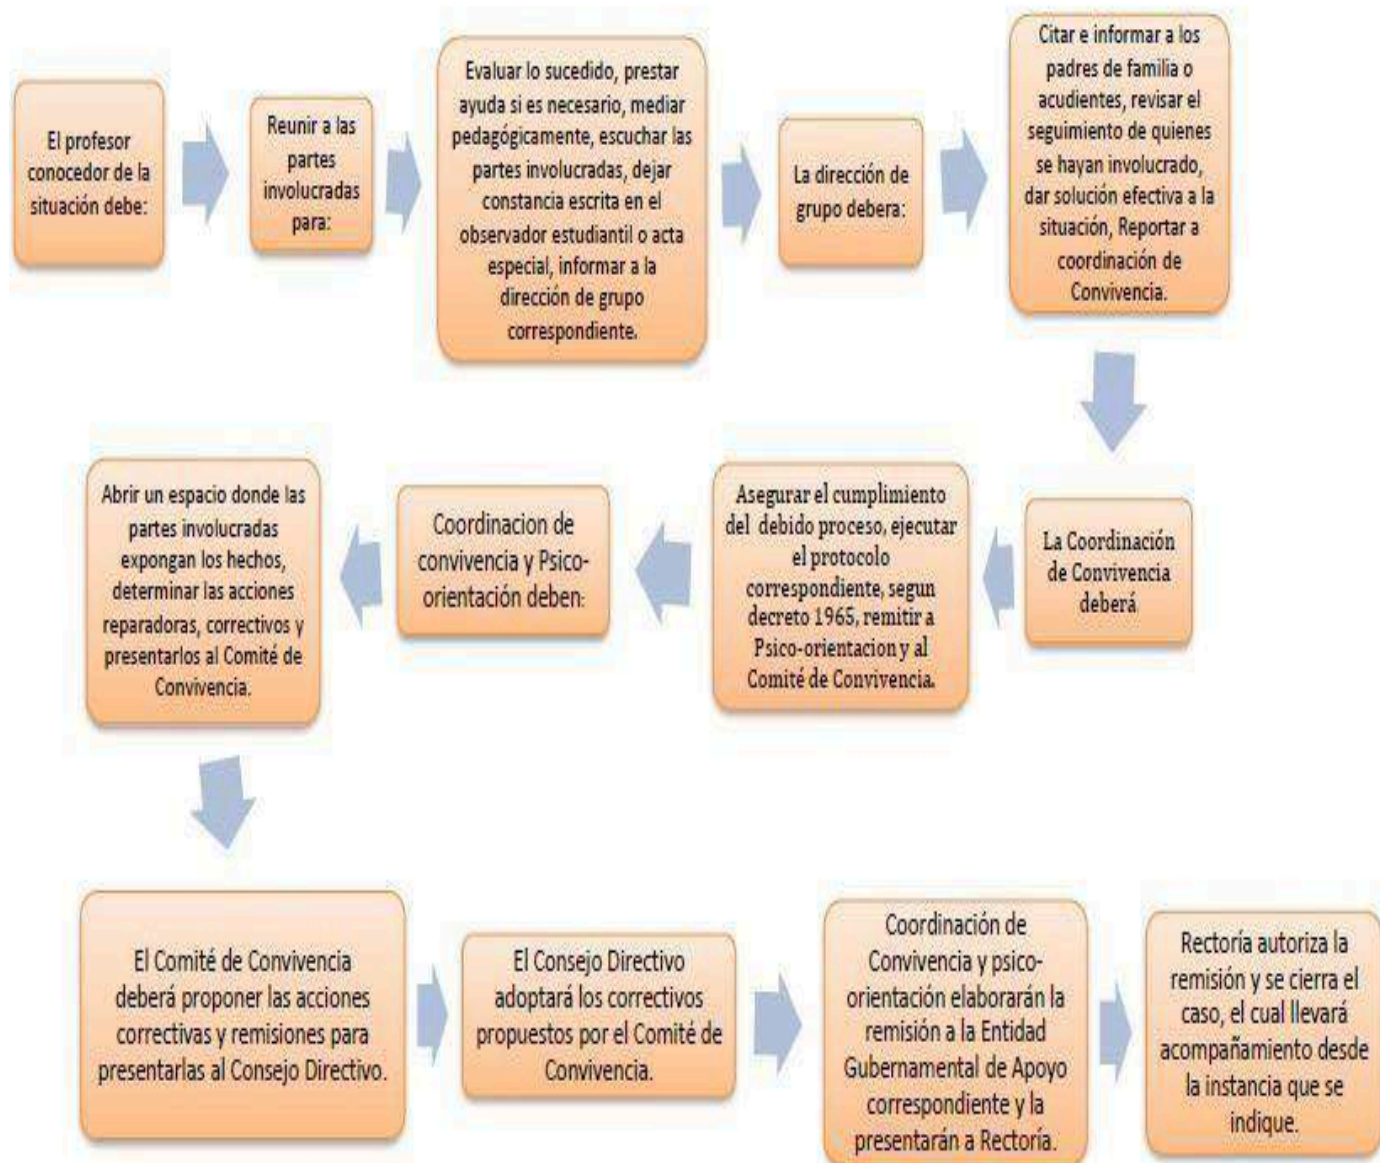 El profesor
conocedor de la
situación debe:
Reunir a las
partes
involucradas
para:
Evaluar lo sucedido, prestar
ayuda si es necesario, mediar
pedagógicamente, escuchar las
partes involucradas, dejar
constancia escrita en el
observador estudiantil o acta
especial, informar a la
dirección de grupo
correspondiente.
La dirección de
grupo debera:
Citar e informar a los
padres de familia o
acudientes, revisar el
seguimiento de quienes
se hayan involucrado,
dar solución efectiva a la
situación, Reportar a
coordinación de
Convivencia.
La Coordinación
de Convivencia
deberá
Asegurar el cumplimiento
del debido proceso, ejecutar
el protocolo
correspondiente, segun
decreto 1965, remitir a
Psico-orientacion y al
Comité de Convivencia.
Coordinacion de
convivencia y Psico-
orientación deben:
Abrir un espacio donde las
partes involucradas
expongan los hechos,
determinar las acciones
reparadoras, correctivos y
presentarlos al Comité de
Convivencia.
El Comité de Convivencia
deberá proponer las acciones
correctivas y remisiones para
presentarlas al Consejo Directivo.
El Consejo Directivo
adoptará los correctivos
propuestos por el Comité de
Convivencia.
Coordinación de
Convivencia y psico-
orientación elaborarán la
remisión a la Entidad
Gubernamental de Apoyo
correspondiente y la
presentarán a Rectoría.
Rectoría autoriza la
remisión y se cierra el
caso, el cual llevará
acompañamiento desde
la instancia que se
indique.